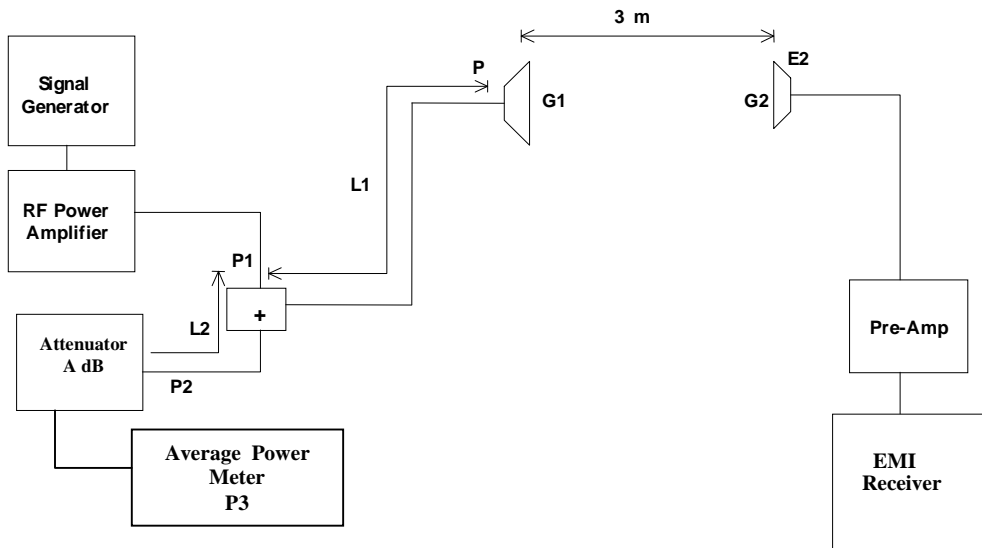 3 m
Signal
Generator
P
E2
G1
G2
L1
RF Power
Amplifier
P1
+
L2
Attenuator
A dB
P2
Pre-Amp
Average Power
Meter
P3
EMI
Receiver